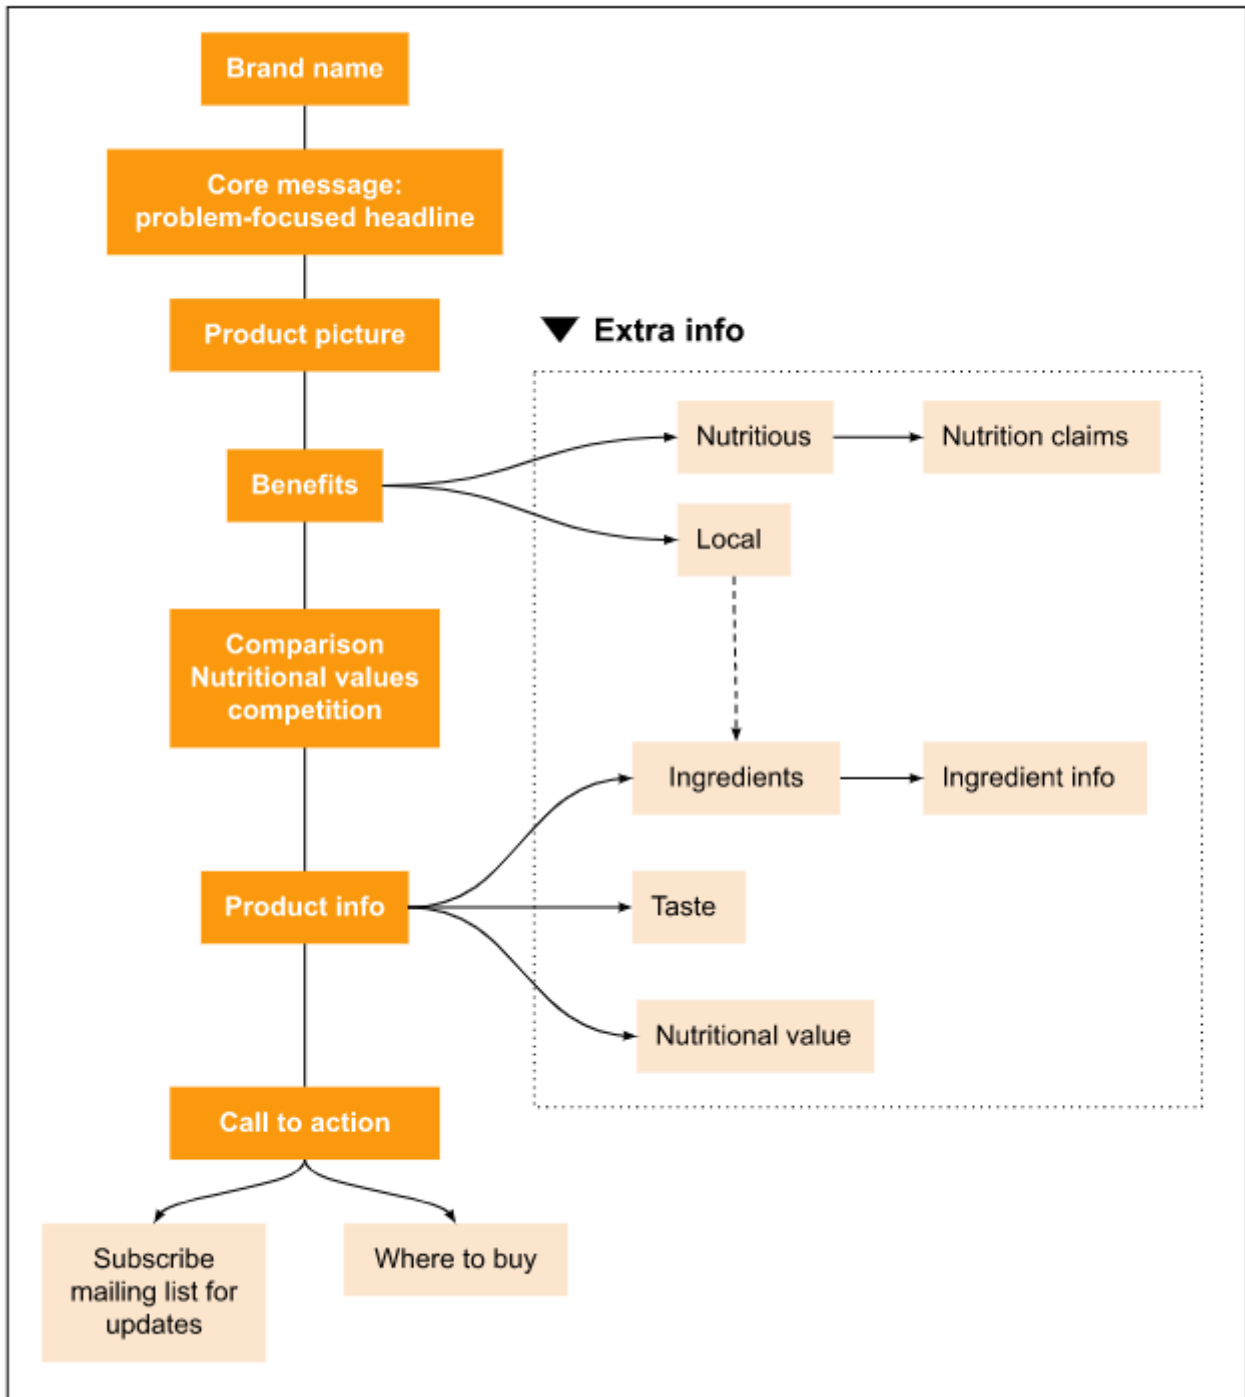 Brand name
Core message:
problem-focused headline
Product picture
▼ Extra info
Nutritious
Nutrition claims
Benefits
Local
Comparison
Nutritional values
competition
Ingredients
Ingredient info
Product info
Taste
Nutritional value
Call to action
Subscribe
mailing list for
updates
Where to buy